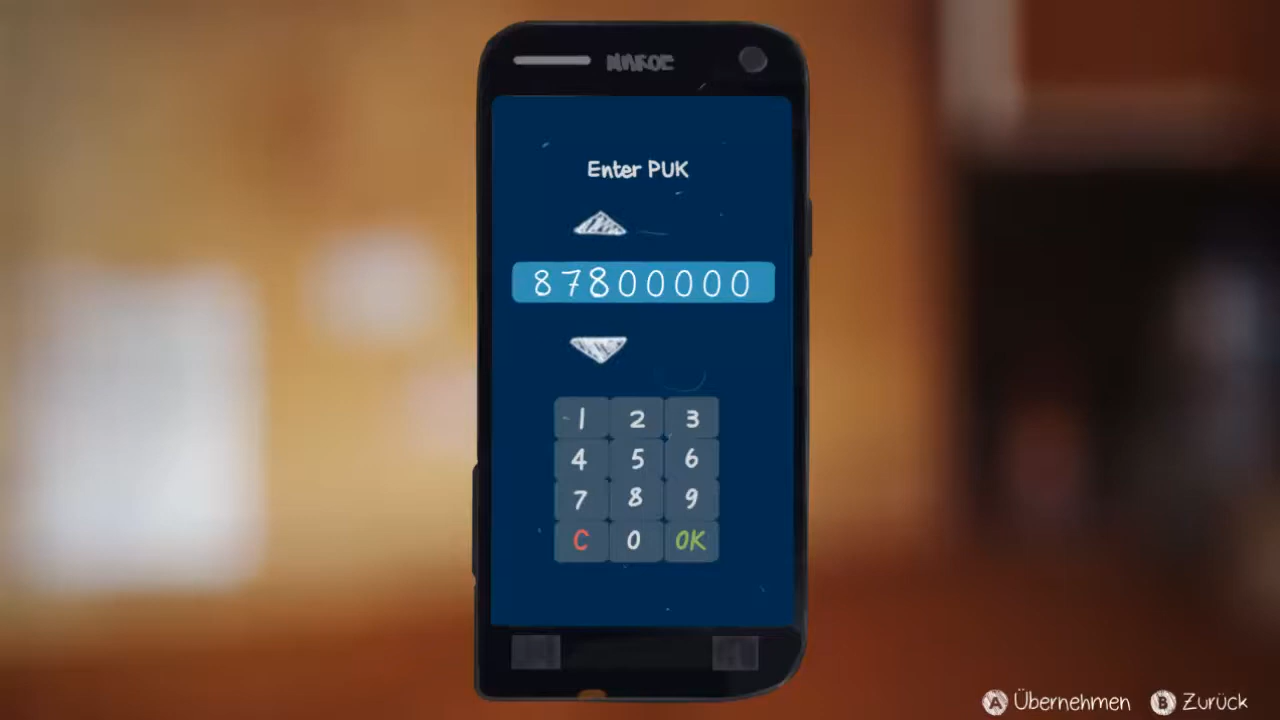 Enter PUK
87800000
1 2 3
4 5 6
7 8 9
C 0 OK
A Übernehmen B Zurück